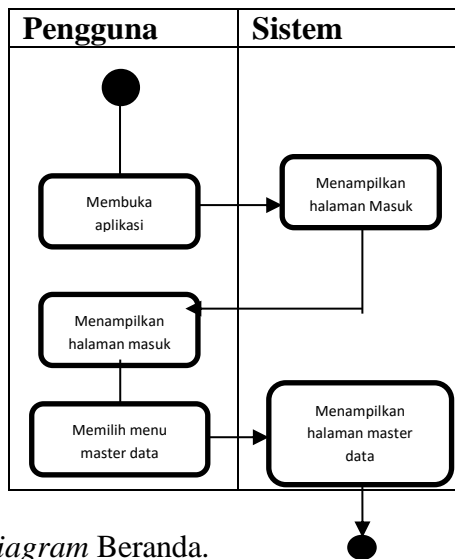 Pengguna
Sistem
Membuka
aplikasi
Menampilkan
halaman Masuk
Menampilkan
halaman masuk
Memilih menu
master data
Menampilkan
halaman master
data
iagram Beranda.